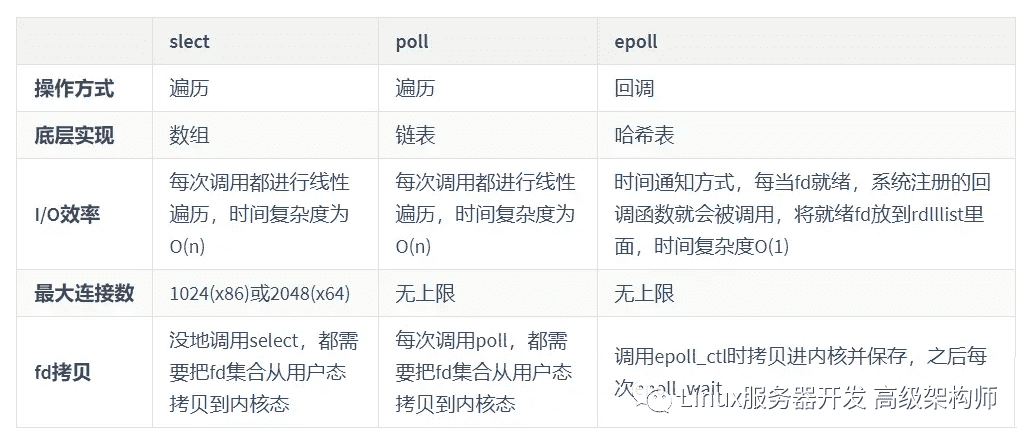 slect poll epoll
操作方式 遍历 遍历 回调
底层实现 数组 链表 哈希表
每次调用都进行线性 每次调用都进行线性 时间通知方式，每当fd就绪，系统注册的回
I/O效率 遍历，时间复杂度为 遍历，时间复杂度为 调函数就会被调用，将就绪fd放到rdlllist里
O(n) O(n) 面，时间复杂度O(1)
最大连接数 1024(x86)或2048(x64) 无上限 无上限
没地调用select，都需 每次调用poll，都需
fd拷贝 要把fd集合从用户态 要把fd集合从用户态 调用epoll_ctl时拷贝进内核并保存，之后每
拷贝到内核态 拷贝到内核态 次epoll_wait
Linux服务器开发 高级架构师